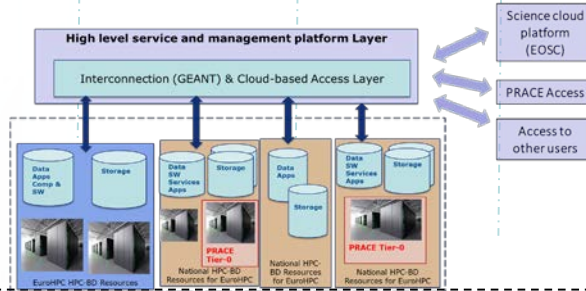 High level service and management platform Layer
Interconnection (GEANT) & Cloud-based Access Layer
Science cloud
platform
(EOSC)
PRACE Access
Access to
other users
Data
Apps
Comp &
SW
Storage
EuroHPC HPC-BD Resources
Data
SW
Services
Apps
Storage
PRACE
Tier-0
National HPC-BD
Resources for EuroHPC
Data
Apps
Storage
National HPC-
BD Resources
for EuroHPC
Data
SW
Services
Apps
Storage
PRACE Tier-0
National HPC-BD
Resources for EuroHPC